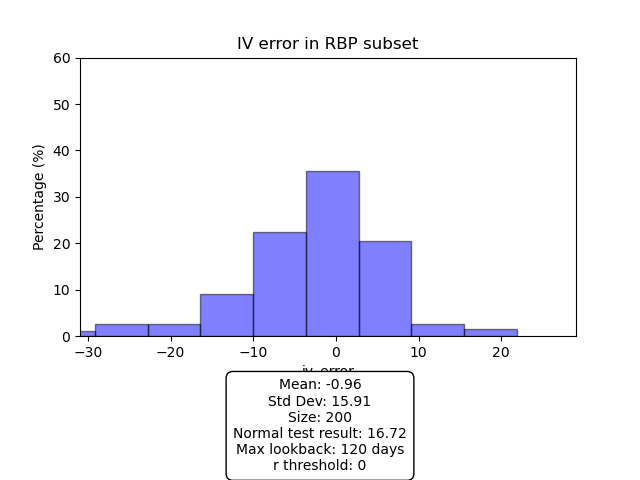 IV error in RBP subset
60
50
40
30
20
10
0
Percentage (%)
−30
−20
−10
0
10
20
iv_error
Mean: -0.96
Std Dev: 15.91
Size: 200
Normal test result: 16.72
Max lookback: 120 days
r threshold: 0